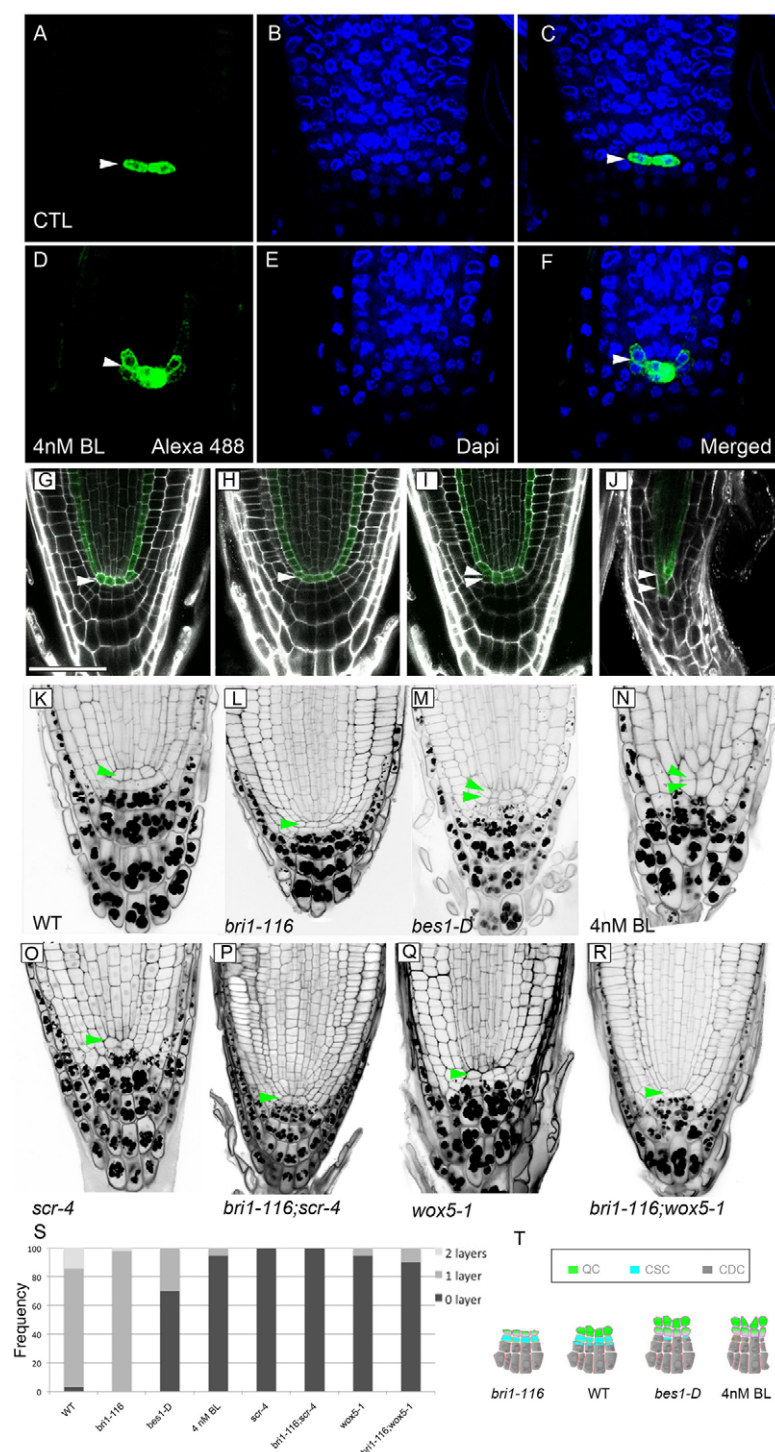 A
B
C
CTL
D
E
F
4nM BL
Alexa 488
Dapi
Merged
G
H
I
J
K
L
M
N
WT
bri1-116
bes1-D
4nM BL
O
P
Q
R
scr-4
bri1-116;scr-4
wox5-1
bri1-116;wox5-1
S
100
80
60
40
20
0
Frequency
2 layers
1 layer
0 layer
WT
bri1-116
bes1-D
4 nM BL
scr-4
bri1-116;scr-4
wox5-1
bri1-116;wox5-1
T
QC CSC CDC
bri1-116 WT bes1-D 4nM BL